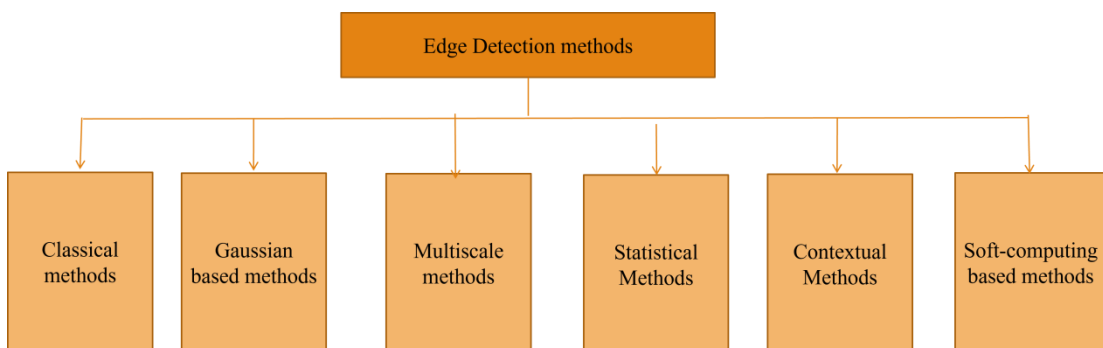 Edge Detection methods
Classical
methods
Gaussian
based methods
Multiscale
methods
Statistical
Methods
Contextual
Methods
Soft-computing
based methods